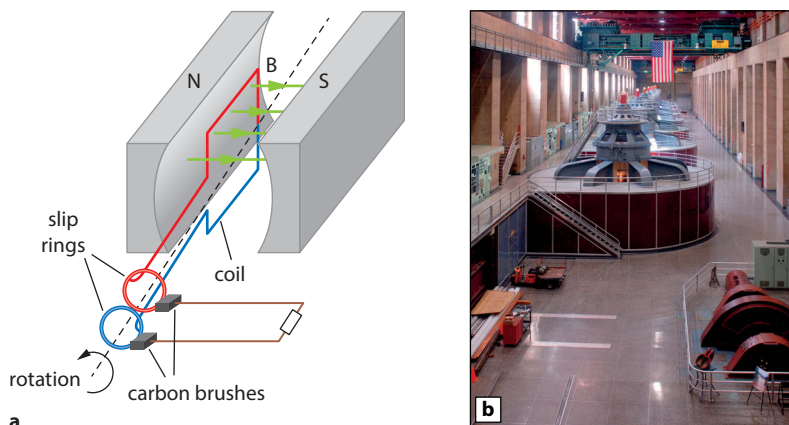 N
B
S
slip
rings
coil
rotation
carbon brushes
a
b